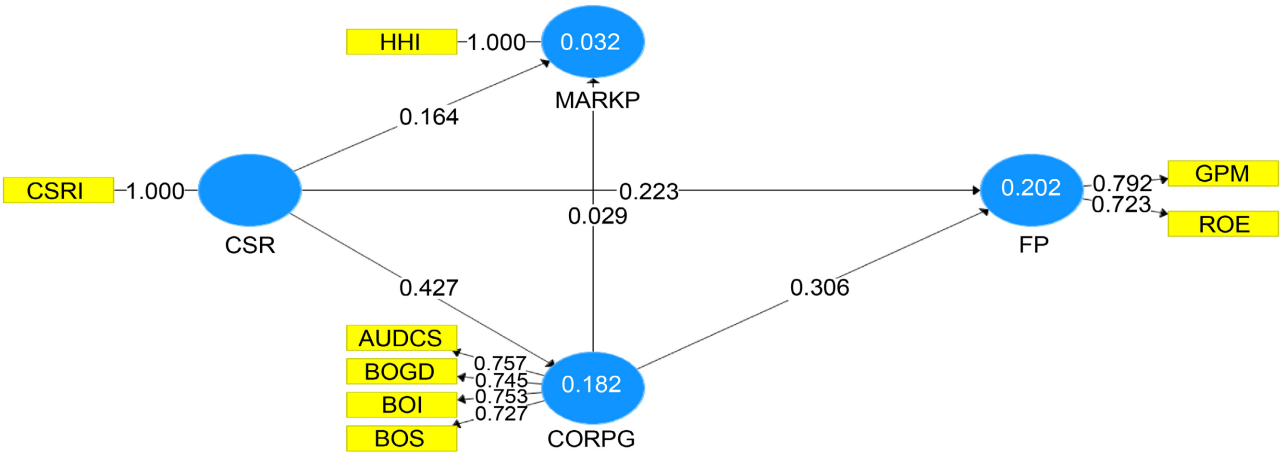 HHI
1.000
0.032
MARKP
0.164
CSRI
1.000
CSR
0.223
0.029
0.202
FP
0.792
GPM
0.723
ROE
0.427
0.306
AUDCS
0.757
BOGD
0.745
BOI
0.753
BOS
0.727
0.182
CORPG